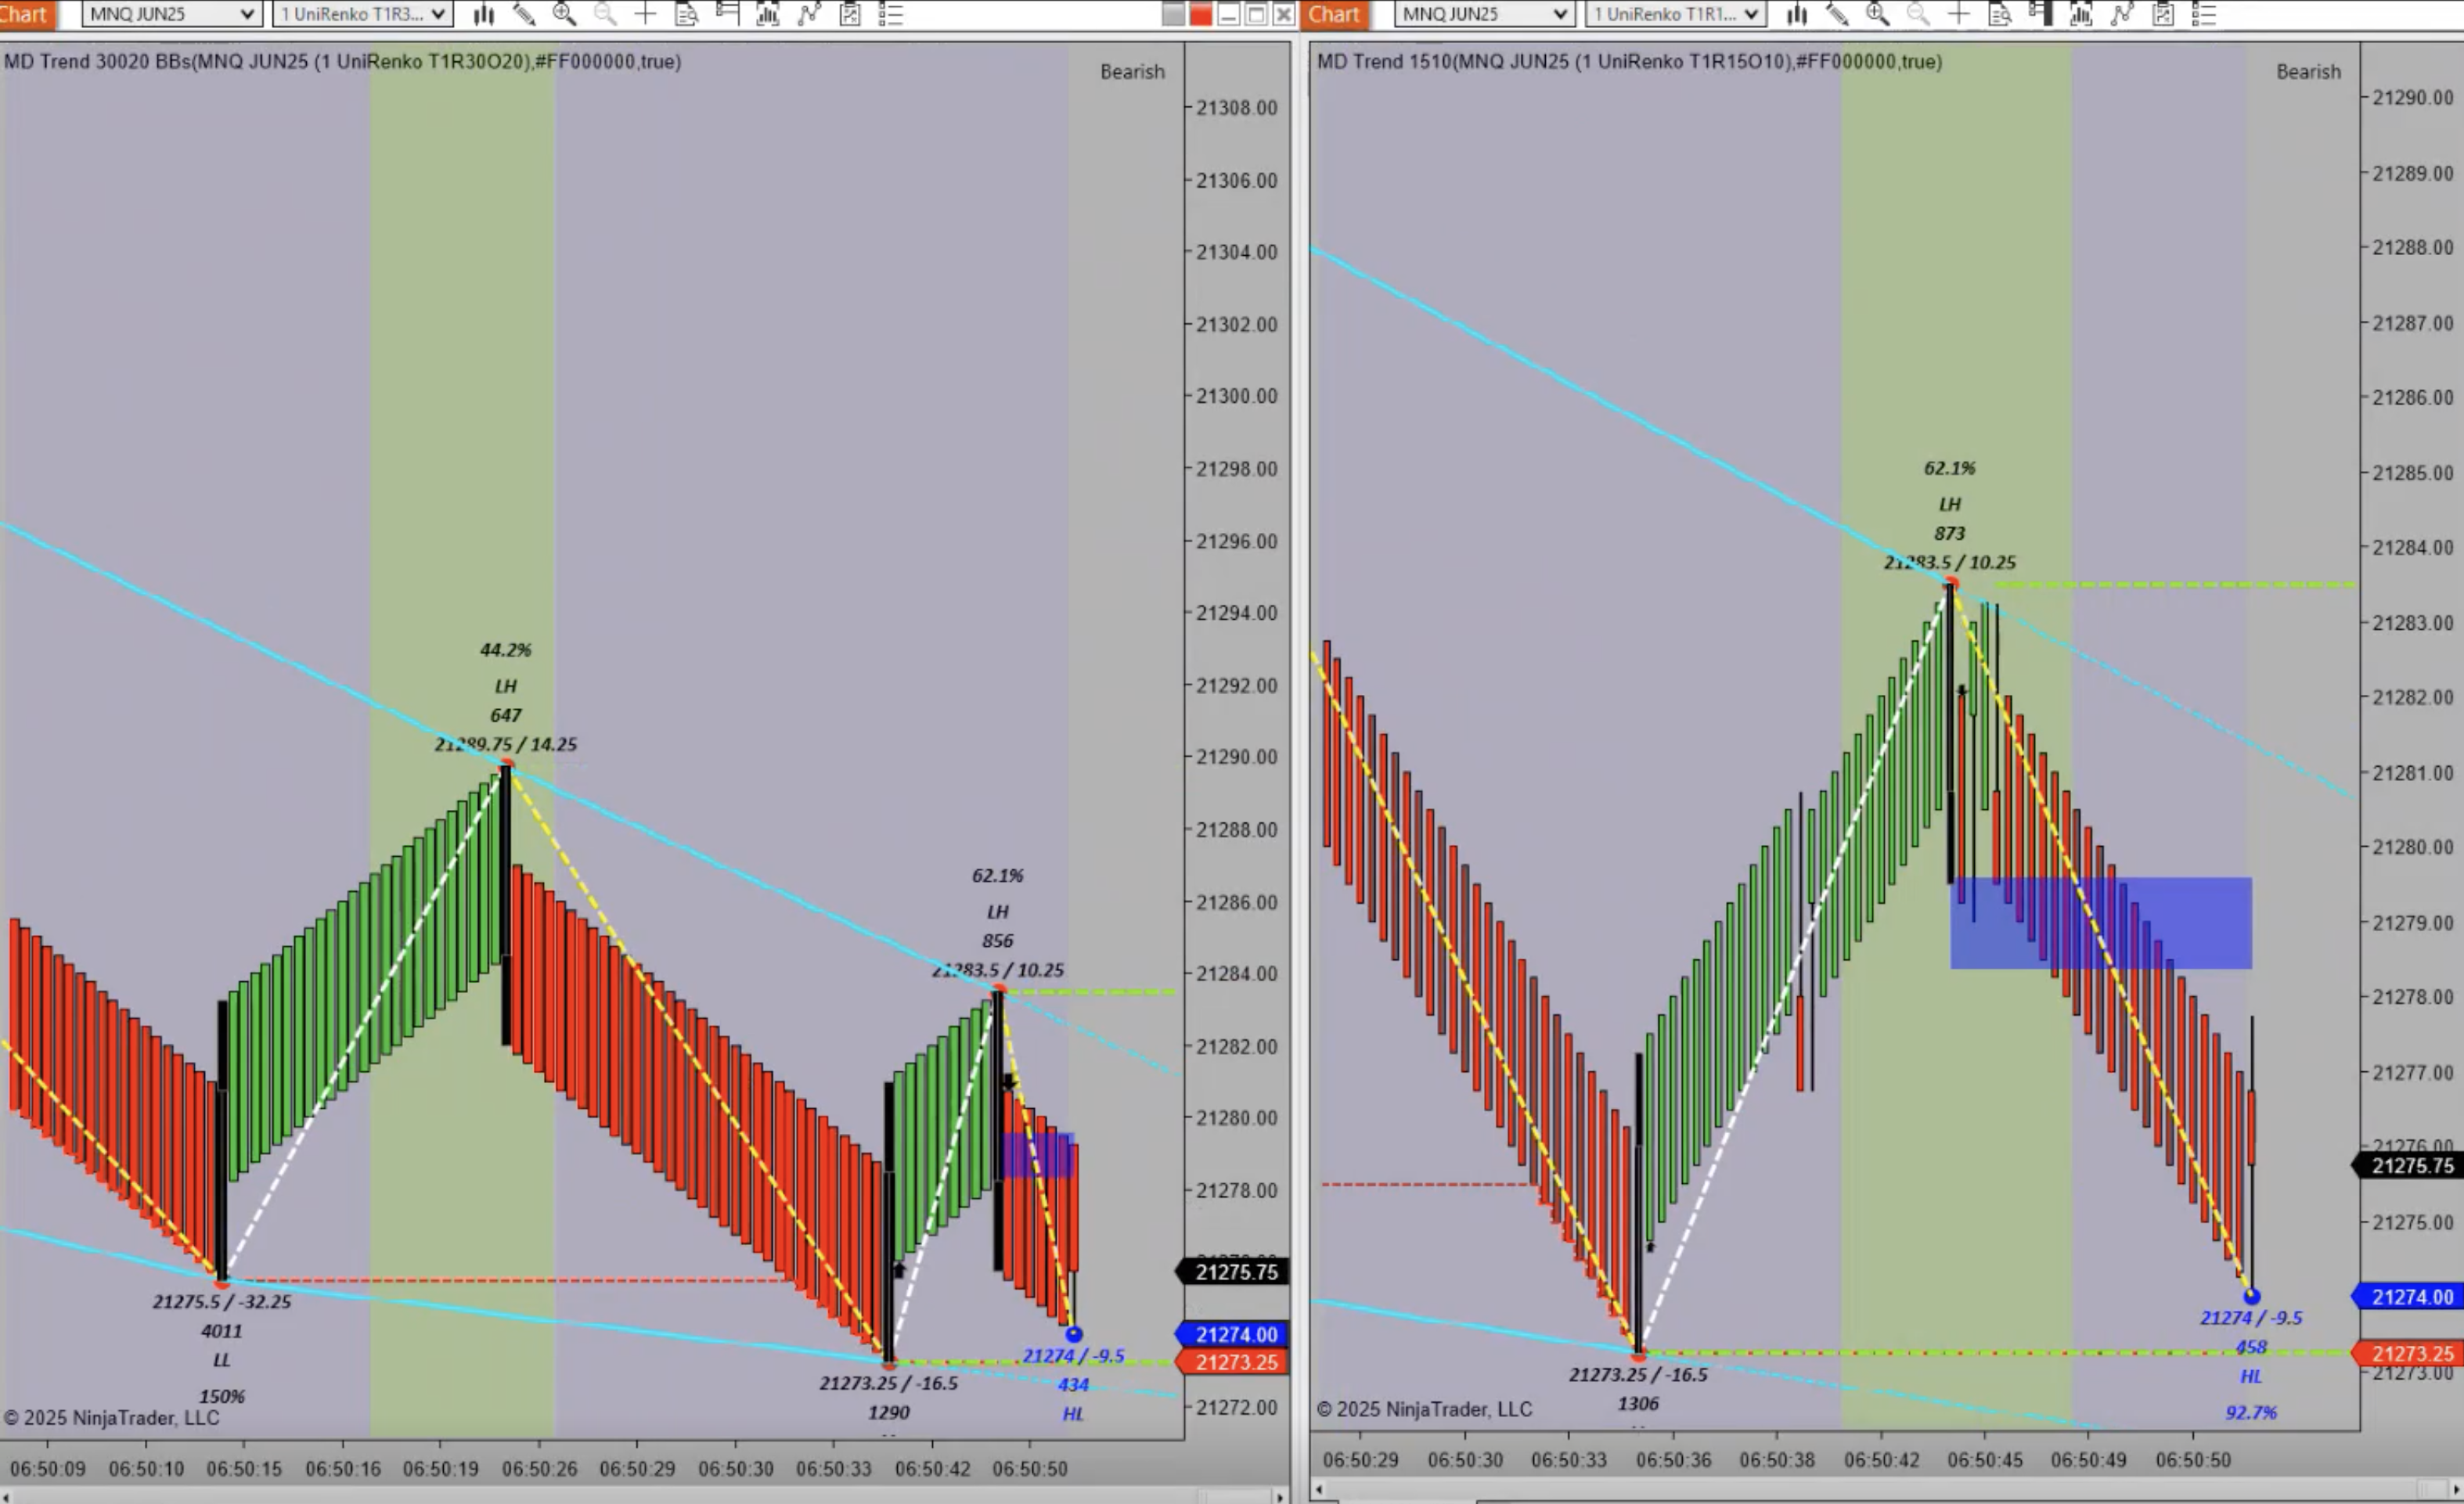 Chart
MNQ JUN25
1 UniRenko T1R3...
MD Trend 30020 BBs(MNQ JUN25 (1 UniRenko T1R30O20),#FF000000,true)
Bearish
21308.00
21306.00
21304.00
21302.00
21300.00
21298.00
21296.00
21294.00
21292.00
21290.00
21288.00
21286.00
21284.00
21282.00
21280.00
21278.00
21275.75
21274.00
21273.25
21272.00
44.2%
LH
647
21289.75 / 14.25
62.1%
LH
856
21283.5 / 10.25
21275.5 / -32.25
4011
LL
150%
21273.25 / -16.5
1290
21274 / -9.5
434
HL
© 2025 NinjaTrader, LLC
06:50:09 06:50:10 06:50:15 06:50:16 06:50:19 06:50:26 06:50:29 06:50:30 06:50:33 06:50:42 06:50:50
Chart
MNQ JUN25
1 UniRenko T1R1...
MD Trend 1510(MNQ JUN25 (1 UniRenko T1R15O10),#FF000000,true)
Bearish
21290.00
21289.00
21288.00
21287.00
21286.00
21285.00
21284.00
21283.00
21282.00
21281.00
21280.00
21279.00
21278.00
21277.00
21276.00
21275.75
21275.00
21274.00
21273.25
21273.00
62.1%
LH
873
21283.5 / 10.25
21273.25 / -16.5
1306
21274 / -9.5
458
HL
92.7%
© 2025 NinjaTrader, LLC
06:50:29 06:50:30 06:50:33 06:50:36 06:50:38 06:50:42 06:50:45 06:50:49 06:50:50